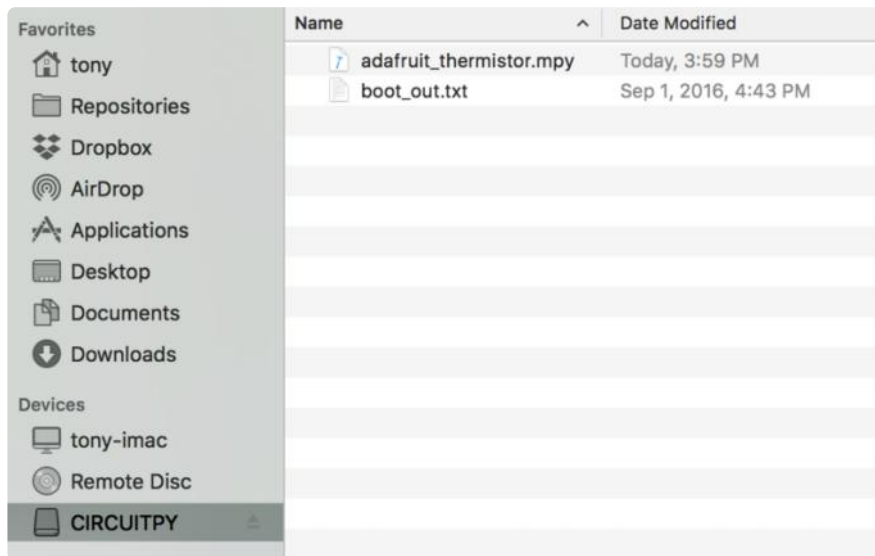 Favorites
tony
Repositories
Dropbox
AirDrop
Applications
Desktop
Documents
Downloads
Devices
tony-imac
Remote Disc
CIRCUITPY
Name Date Modified
adafruit_thermistor.mpy Today, 3:59 PM
boot_out.txt Sep 1, 2016, 4:43 PM